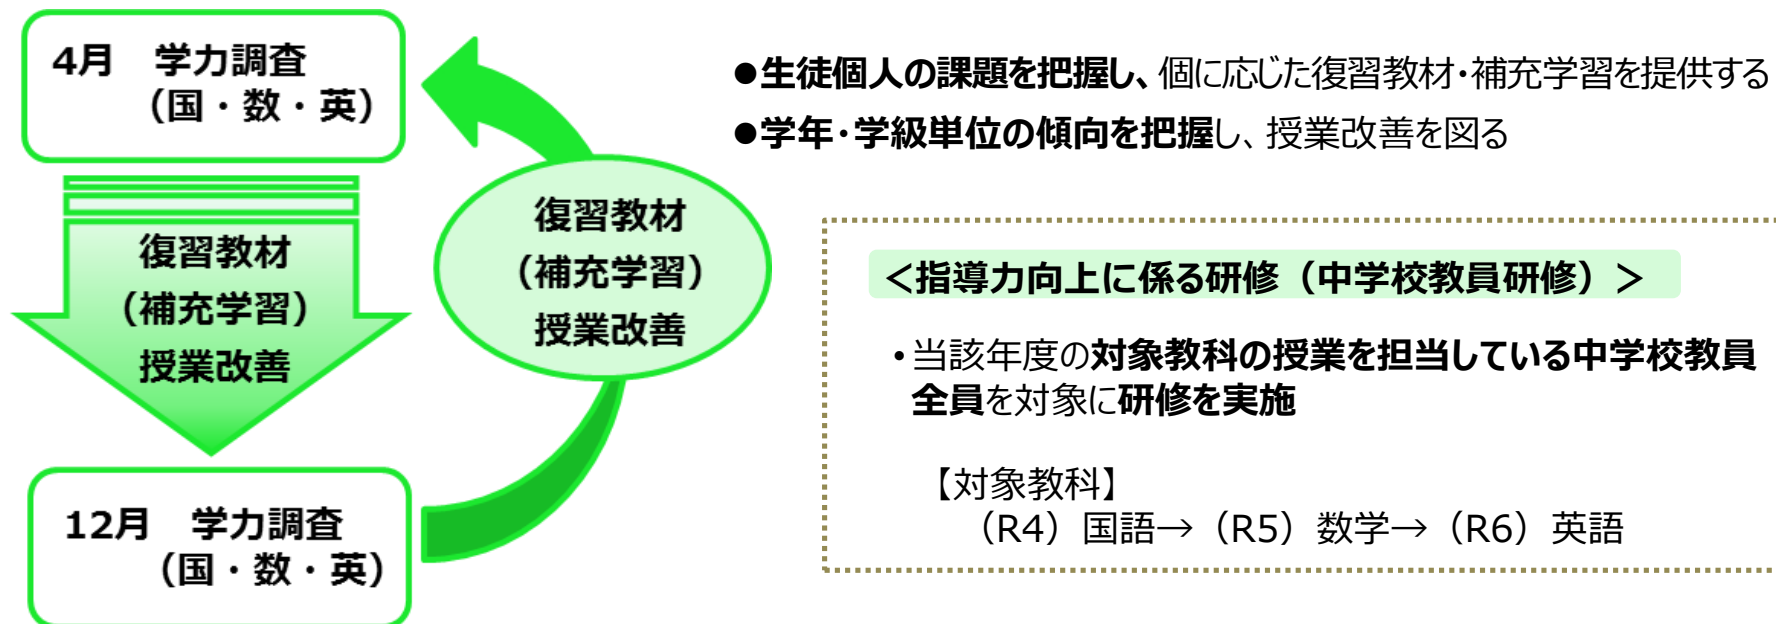 4月　学力調査
（国・数・英）
復習教材
（補充学習）
授業改善
12月　学力調査
（国・数・英）
復習教材
（補充学習）
授業改善
●生徒個人の課題を把握し、個に応じた復習教材・補充学習を提供する
●学年・学級単位の傾向を把握し、授業改善を図る
＜指導力向上に係る研修（中学校教員研修）＞
・当該年度の対象教科の授業を担当している中学校教員
全員を対象に研修を実施
【対象教科】
（R4）国語→（R5）数学→（R6）英語